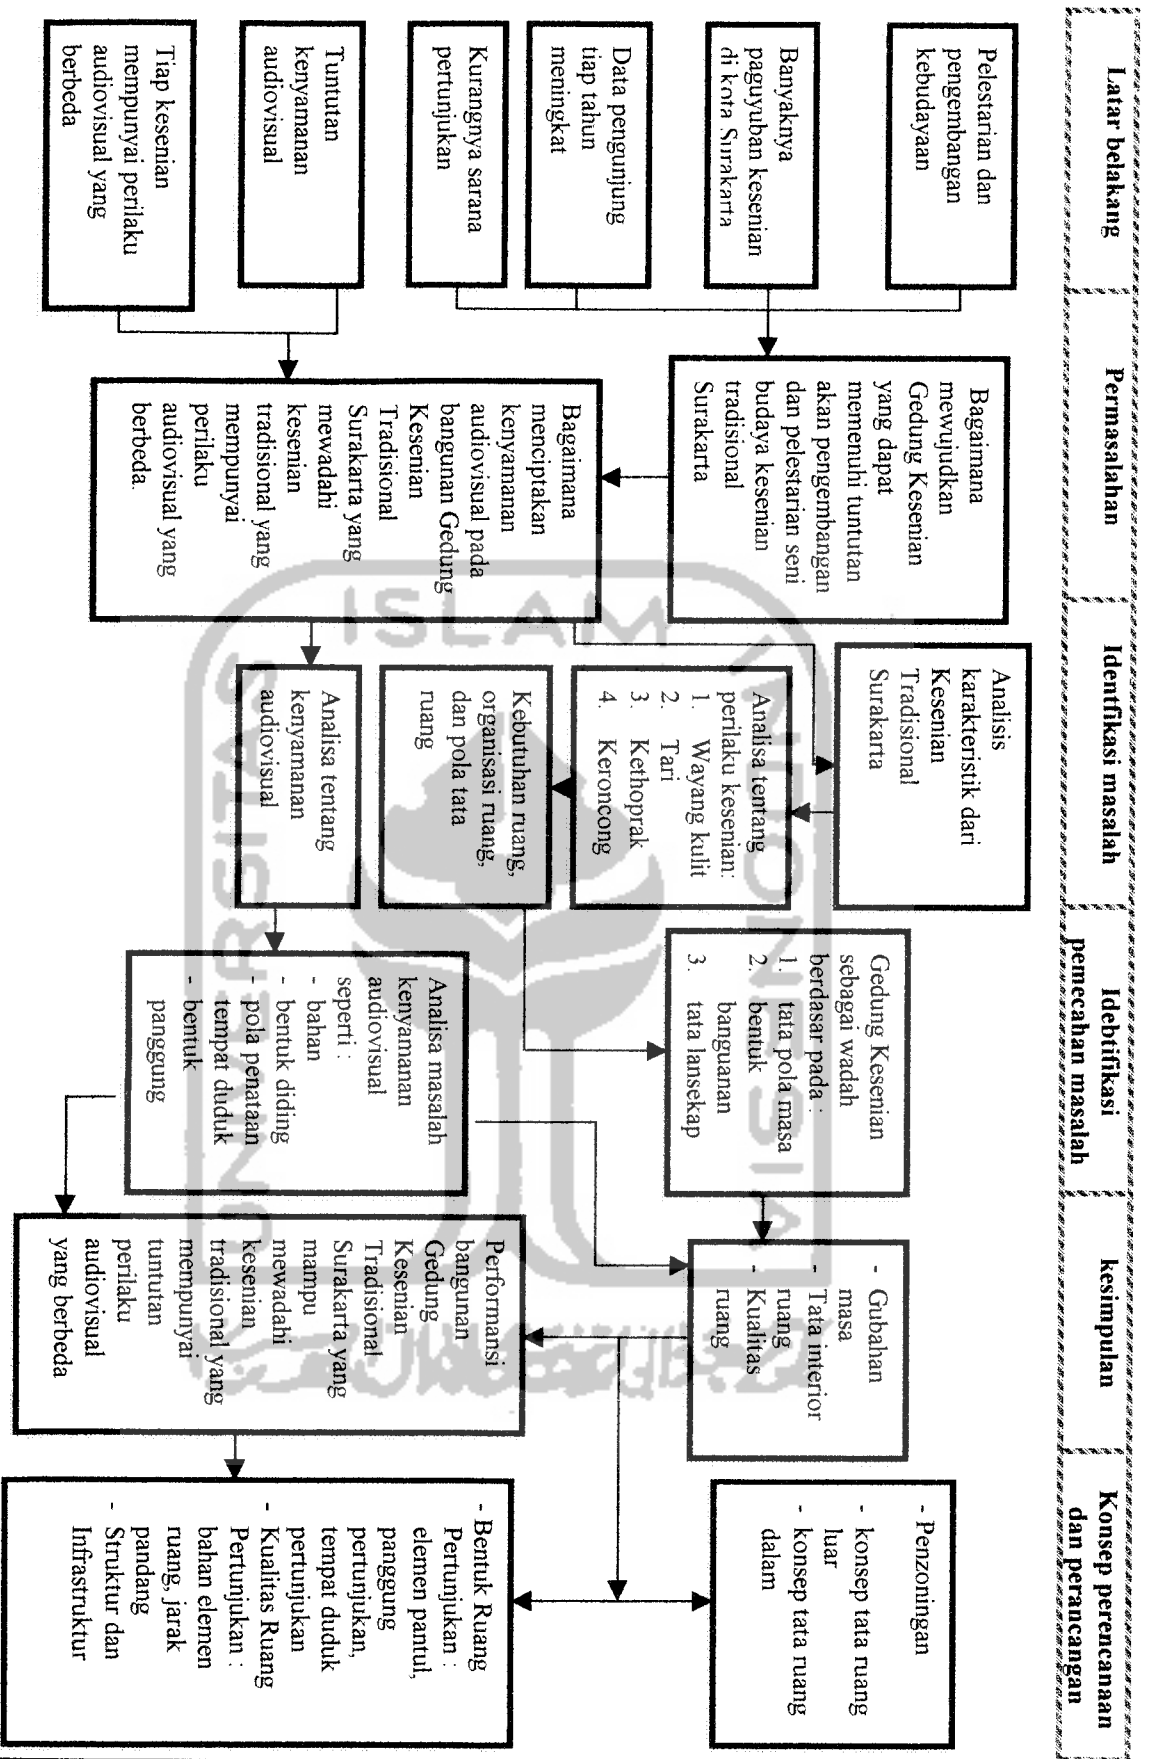 Latar belakang
Permasalahan
Identfikasi masalah
Idebtifikasi
pemecahan masalah
kesimpulan
Konsep perencanaan
dan perancangan
Pelestarian dan
pengembangan
kebudayaan
Banyaknya
paguyuban kesenian
di kota Surakarta
Data pengunjung
tiap tahun
meningkat
Kurangnya sarana
pertunjukan
Tuntutan
kenyamanan
audiovisual
Tiap kesenian
mempunyai perilaku
audiovisual yang
berbeda
Bagaimana
mewujudkan
Gedung Kesenian
yang dapat
memenuhi tuntutan
akan pengembangan
dan pelestarian seni
budaya kesenian
tradisional
Surakarta
Bagaimana
menciptakan
kenyamanan
audiovisual pada
bangunan Gedung
Kesenian
Tradisional
Surakarta yang
mewadahi
kesenian
tradisional yang
mempunyai
perilaku
audiovisual yang
berbeda.
Analisis
karakteristik dari
Kesenian
Tradisional
Surakarta
Analisa tentang
perilaku kesenian:
1. Wayang kulit
2. Tari
3. Kethoprak
4. Keroncong
Kebutuhan ruang,
organisasi ruang,
dan pola tata
ruang
Analisa tentang
kenyamanan
audiovisual
Gedung Kesenian
sebagai wadah
berdasar pada :
1. tata pola masa
2. bentuk
banguanan
3. tata lansekap
Analisa masalah
kenyamanan
audiovisual
seperti :
- bahan
- bentuk diding
- pola penataan
tempat duduk
- bentuk
panggung
- Gubahan
masa
- Tata interior
ruang
- Kualitas
ruang
Performansi
bangunan
Gedung
Kesenian
Tradisional
Surakarta yang
mampu
mewadahi
kesenian
tradisional yang
mempunyai
tuntutan
perilaku
audiovisual
yang berbeda
- Penzoningan
- konsep tata ruang
luar
- konsep tata ruang
dalam
- Bentuk Ruang
Pertunjukan :
elemen pantul,
panggung
pertunjukan,
tempat duduk
pertunjukan
- Kualitas Ruang
Pertunjukan :
bahan elemen
ruang, jarak
pandang
- Struktur dan
Infrastruktur
UNIVERSITAS
ISLAM
INDONESIA